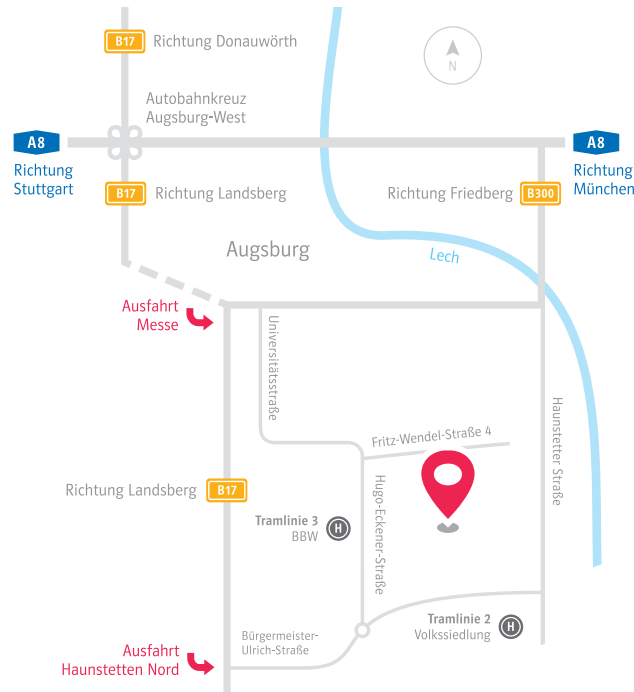 B17 Richtung Donauwörth
N
Autobahnkreuz
Augsburg-West
A8
Richtung
Stuttgart
A8
Richtung
München
B17 Richtung Landsberg
Richtung Friedberg B300
Augsburg
Lech
Ausfahrt
Messe
Universitätsstraße
Haunstetter Straße
Fritz-Wendel-Straße 4
Hugo-Eckener-Straße
Richtung Landsberg B17
Tramlinie 3
BBW
H
Tramlinie 2
Volkssiedlung
H
Bürgermeister-
Ulrich-Straße
Ausfahrt
Haunstetten Nord